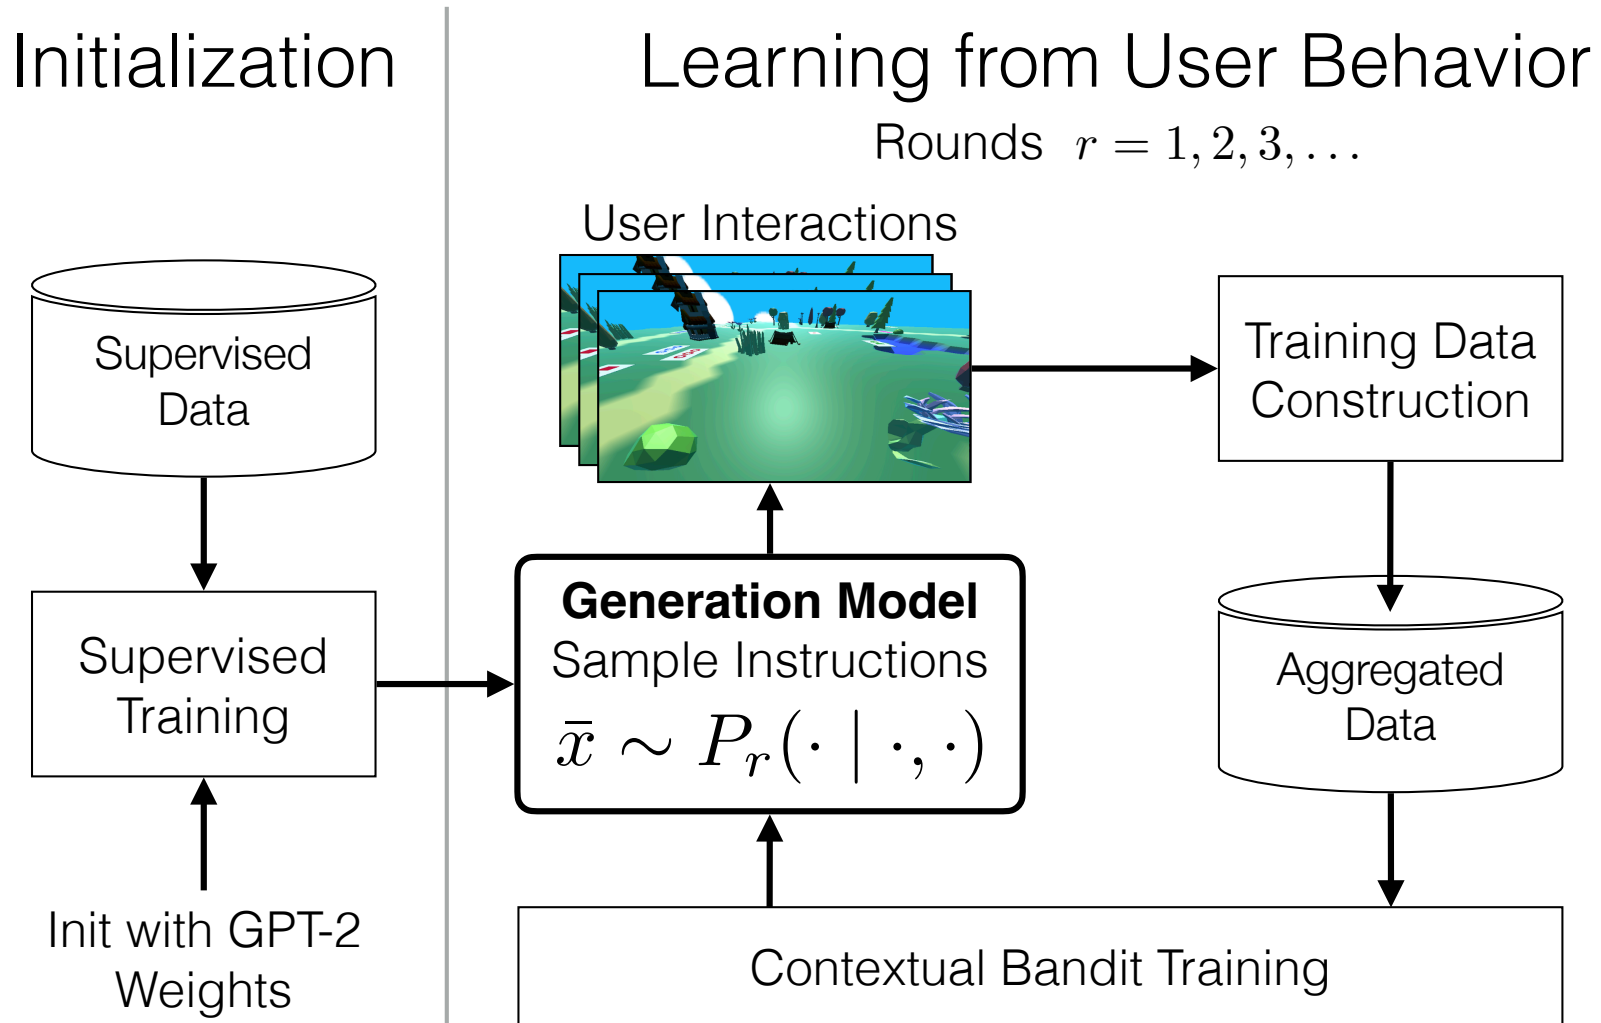 Initialization
Supervised
Data
Supervised
Training
Init with GPT-2
Weights
Learning from User Behavior
Rounds r = 1, 2, 3, . . .
User Interactions
Training Data
Construction
Generation Model
Sample Instructions
x̄ ∼ P_r(· | ·, ·)
Aggregated
Data
Contextual Bandit Training